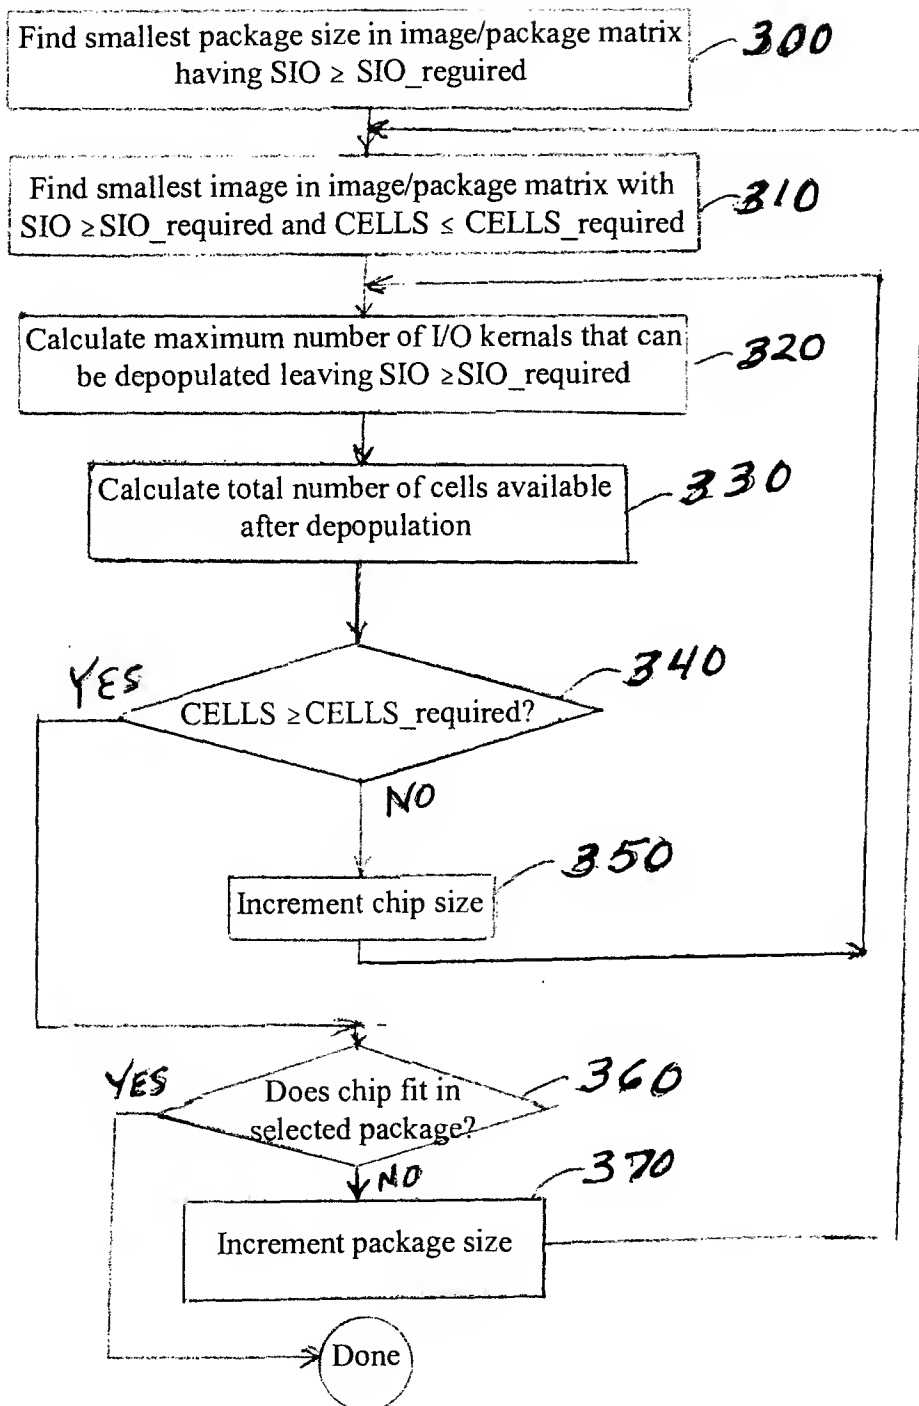 Find smallest package size in image/package matrix
having SIO ≥ SIO_reguired
300
Find smallest image in image/package matrix with
SIO ≥SIO_required and CELLS ≤ CELLS_required
310
Calculate maximum number of I/O kernals that can
be depopulated leaving SIO ≥SIO_required
320
Calculate total number of cells available
after depopulation
330
YES
CELLS ≥CELLS_required?
340
NO
Increment chip size
350
YES
Does chip fit in
selected package?
360
NO
370
Increment package size
Done